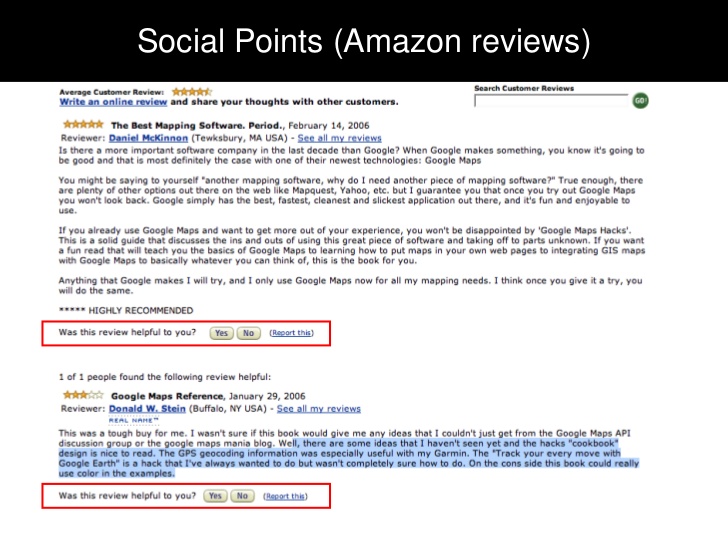 Social Points (Amazon reviews)
Average Customer Review:
Search Customer Reviews
Write an online review and share your thoughts with other customers.
GO!
The Best Mapping Software. Period., February 14, 2006
Reviewer: Daniel McKinnon (Tewksbury, MA USA) - See all my reviews
Is there a more important software company in the last decade than Google? When Google makes something, you know it's going to
be good and that is most definitely the case with one of their newest technologies: Google Maps
You might be saying to yourself "another mapping software, why do I need another piece of mapping software?" True enough, there
are plenty of other options out there on the web like Mapquest, Yahoo, etc. but I guarantee you that once you try out Google Maps
you won't look back. Google simply has the best, fastest, cleanest and slickest application out there, and it's fun and enjoyable to
use.
If you already use Google Maps and want to get more out of your experience, you won't be disappointed by 'Google Maps Hacks'.
This is a solid guide that discusses the ins and outs of using this great piece of software and taking off to parts unknown. If you want
a fun read that will teach you the basics of Google Maps to learning how to put maps in your own web pages to integrating GIS maps
with Google Maps to basically whatever you can think of, this is the book for you.
Anything that Google makes I will try, and I only use Google Maps now for all my mapping needs. I think once you give it a try, you
will do the same.
***** HIGHLY RECOMMENDED
Was this review helpful to you? Yes No (Report this)
1 of 1 people found the following review helpful:
Google Maps Reference, January 29, 2006
Reviewer: Donald W. Stein (Buffalo, NY USA) - See all my reviews
REAL NAME™
This was a tough buy for me. I wasn't sure if this book would give me any ideas that I couldn't just get from the Google Maps API
discussion group or the google maps mania blog. Well, there are some ideas that I haven't seen yet and the hacks "cookbook"
design is nice to read. The GPS geocoding information was especially useful with my Garmin. The "Track your every move with
Google Earth" is a hack that I've always wanted to do but wasn't completely sure how to do. On the cons side this book could really
use color in the examples.
Was this review helpful to you? Yes No (Report this)